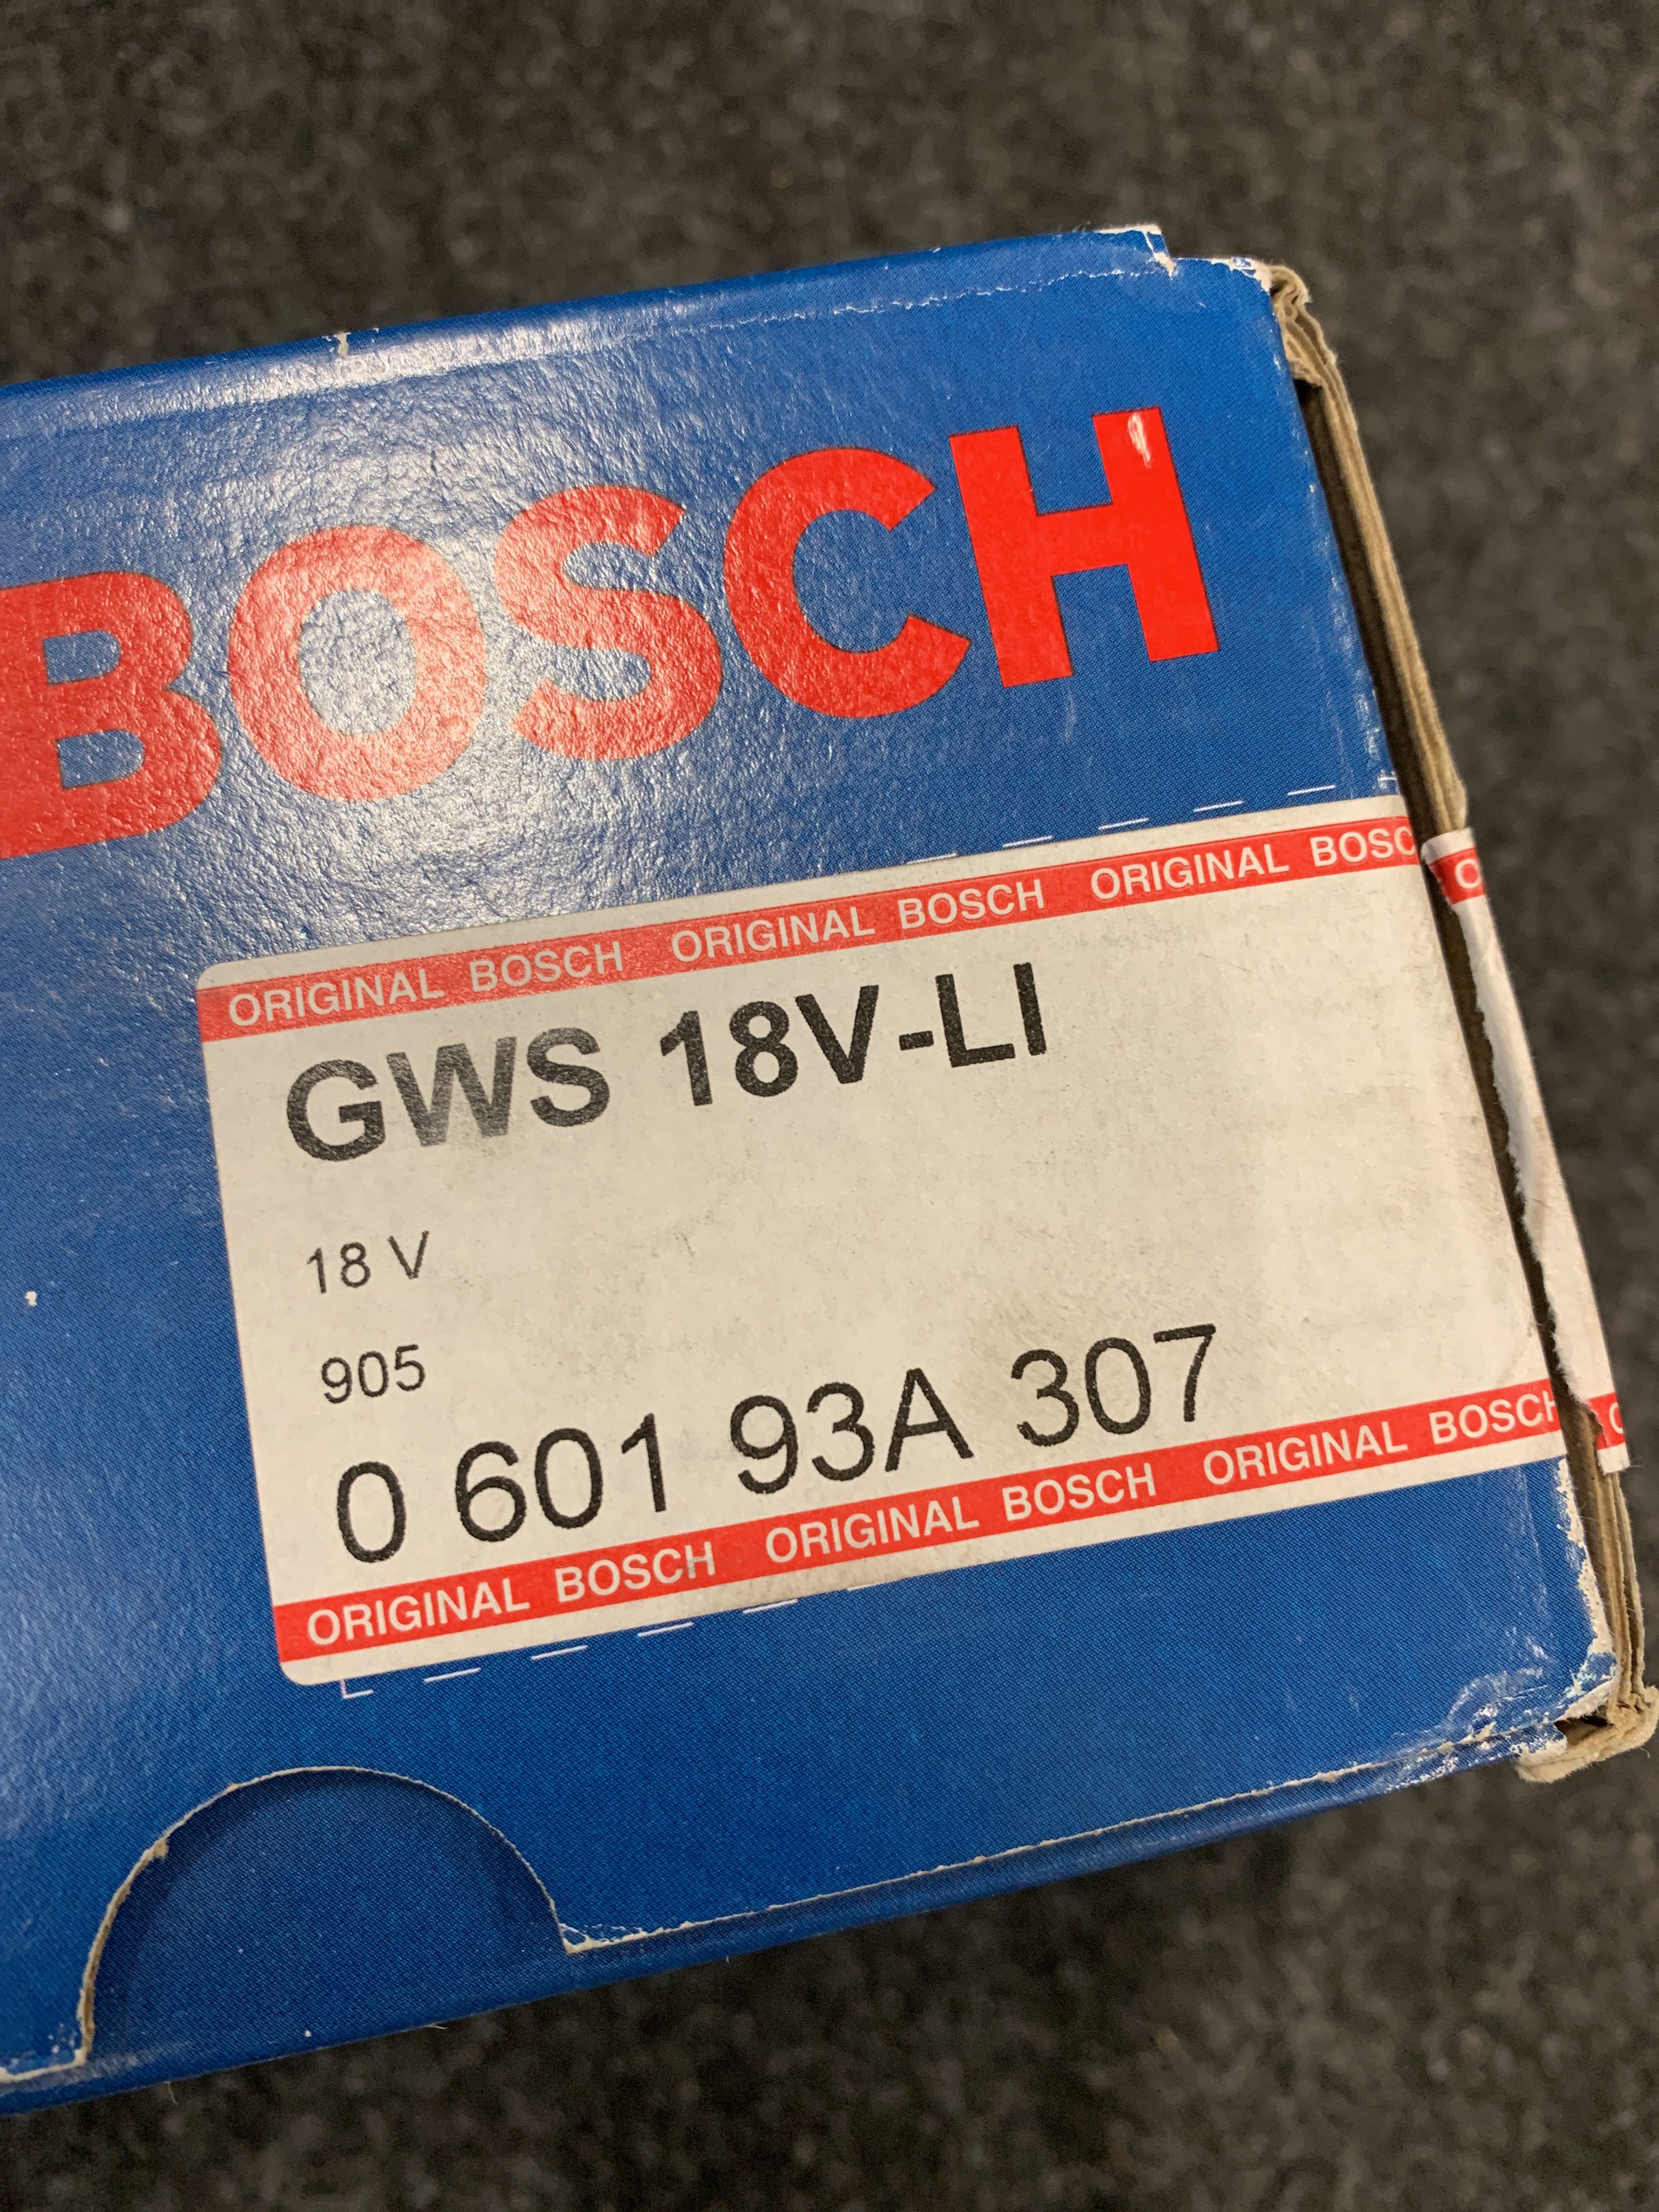 BOSCH
ORIGINAL BOSCH ORIGINAL BOSCH ORIGINAL BOSC
GWS 18V-LI
18 V
905
0 601 93A 307
ORIGINAL BOSCH ORIGINAL BOSCH ORIGINAL BOSCH